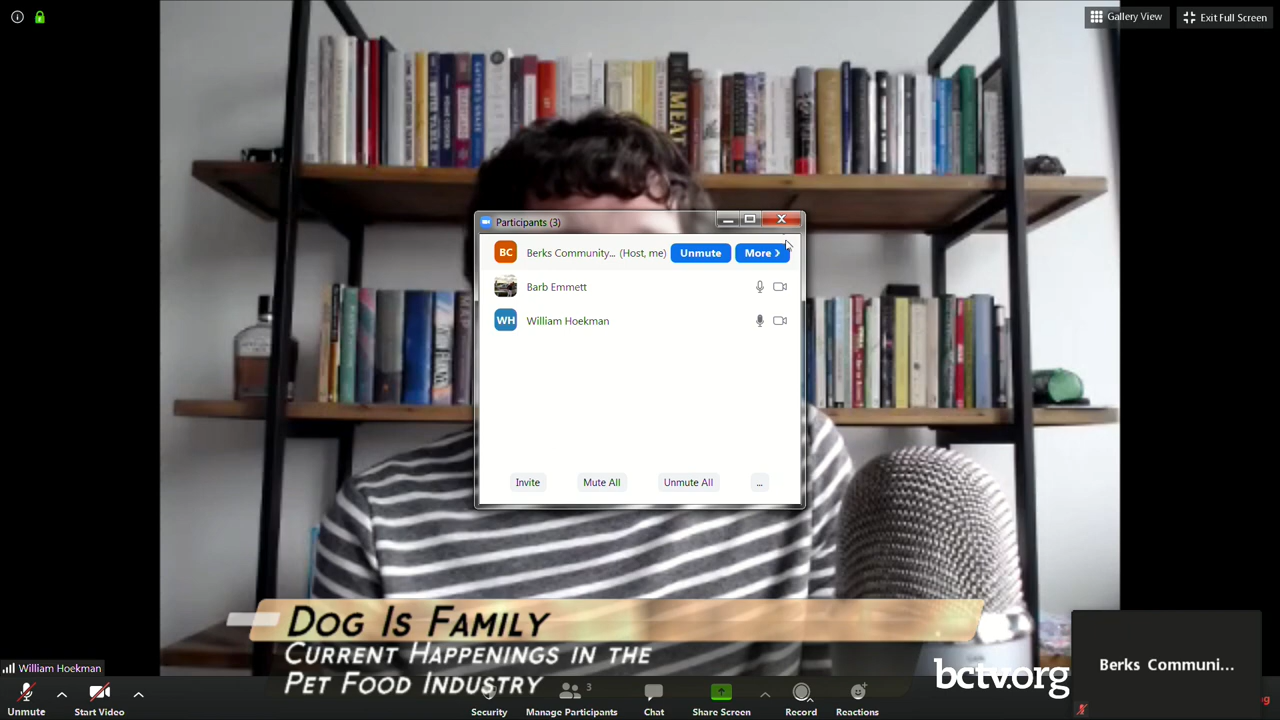 Gallery View
Exit Full Screen
MEAT
Participants (3)
BC Berks Community... (Host, me) Unmute More
Barb Emmett
WH William Hoekman
Invite Mute All Unmute All ...
DOG IS FAMILY
CURRENT HAPPENINGS IN THE
PET FOOD INDUSTRY
bctv.org
Berks Communi...
William Hoekman
Unmute Start Video Security Manage Participants 3 Chat Share Screen Record Reactions